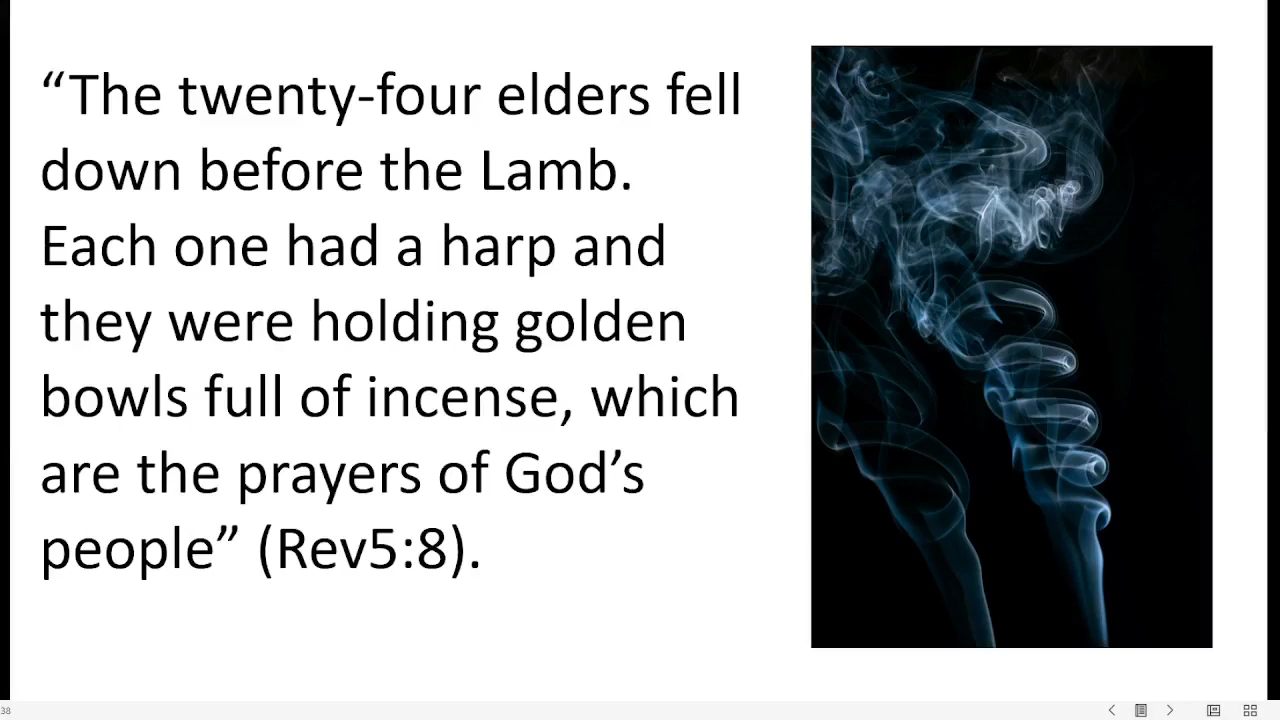 “The twenty-four elders fell
down before the Lamb.
Each one had a harp and
they were holding golden
bowls full of incense, which
are the prayers of God’s
people” (Rev5:8).
38